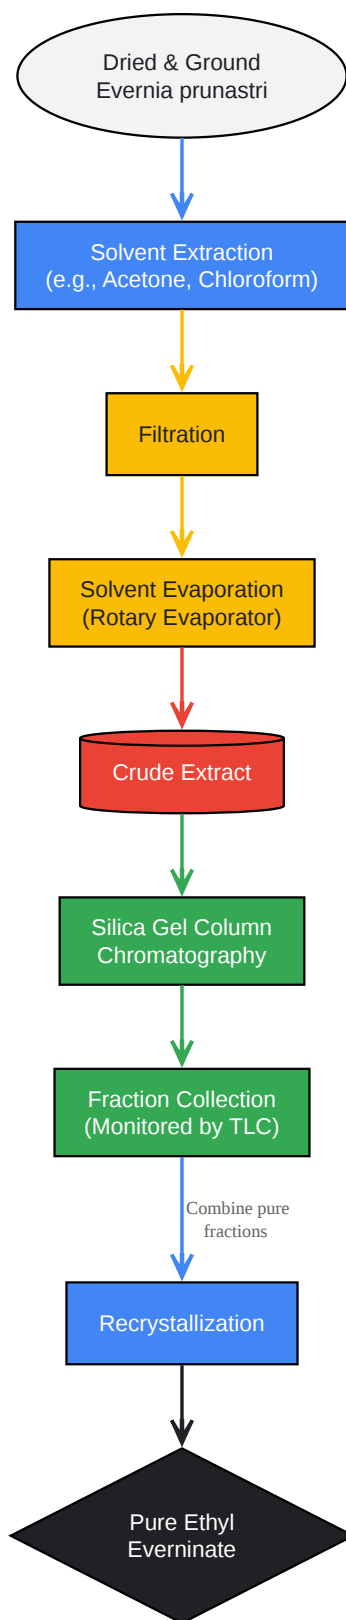 Dried & Ground
Evernia prunastri
Solvent Extraction
(e.g., Acetone, Chloroform)
Filtration
Solvent Evaporation
(Rotary Evaporator)
Crude Extract
Silica Gel Column
Chromatography
Fraction Collection
(Monitored by TLC)
Combine pure
fractions
Recrystallization
Pure Ethyl
Everninate